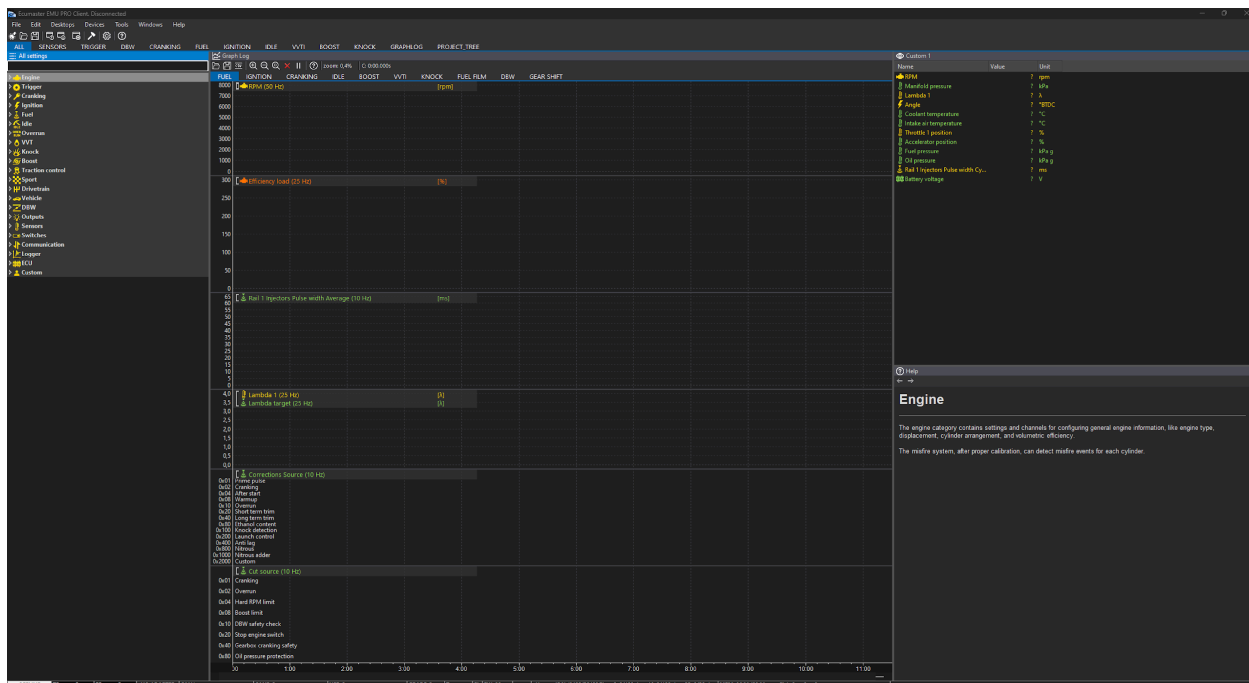 Ecumaster EMU PRO Client. Disconnected
File Edit Desktops Devices Tools Windows Help
ALL SENSORS TRIGGER DBW CRANKING FUEL IGNITION IDLE VVTI BOOST KNOCK GRAPHLOG PROJECT_TREE
All settings
Engine
Trigger
Cranking
Ignition
Fuel
Idle
Overrun
VVT
Knock
Boost
Traction control
Sport
Drivetrain
Vehicle
DBW
Outputs
Sensors
Switches
Communication
Logger
ECU
Custom
Graph Log
zoom: 0,4% C: 0:00.000s
FUEL IGNITION CRANKING IDLE BOOST VVTI KNOCK FUEL FILM DBW GEAR SHIFT
8000 RPM (50 Hz) [rpm]
7000
6000
5000
4000
3000
2000
1000
0
300 Efficiency load (25 Hz) [%]
250
200
150
100
50
0
65 Rail 1 Injectors Pulse width Average (10 Hz) [ms]
60
55
50
45
40
35
30
25
20
15
10
5
0
4,0 Lambda 1 (25 Hz) [λ]
3,5 Lambda target (25 Hz) [λ]
3,0
2,5
2,0
1,5
1,0
0,5
0,0
Corrections Source (10 Hz)
0x01 Prime pulse
0x02 Cranking
0x04 After start
0x08 Warmup
0x10 Overrun
0x20 Short term trim
0x40 Long term trim
0x80 Ethanol content
0x100 Knock detection
0x200 Launch control
0x400 Anti lag
0x800 Nitrous
0x1000 Nitrous adder
0x2000 Custom
Cut source (10 Hz)
0x01 Cranking
0x02 Overrun
0x04 Hard RPM limit
0x08 Boost limit
0x10 DBW safety check
0x20 Stop engine switch
0x40 Gearbox cranking safety
0x80 Oil pressure protection
1:00 2:00 3:00 4:00 5:00 6:00 7:00 8:00 9:00 10:00 11:00
Custom 1
Name Value Unit
RPM ? rpm
Manifold pressure ? kPa
Lambda 1 ? λ
Angle ? °BTDC
Coolant temperature ? °C
Intake air temperature ? °C
Throttle 1 position ? %
Accelerator position ? %
Fuel pressure ? kPa g
Oil pressure ? kPa g
Rail 1 Injectors Pulse width Cy... ? ms
Battery voltage ? V
Help
Engine
The engine category contains settings and channels for configuring general engine information, like engine type,
displacement, cylinder arrangement, and volumetric efficiency.
The misfire system, after proper calibration, can detect misfire events for each cylinder.